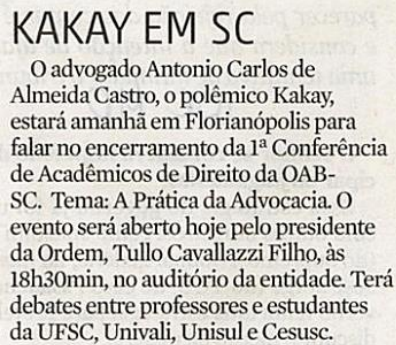 KAKAY EM SC
O advogado Antonio Carlos de
Almeida Castro, o polêmico Kakay,
estará amanhã em Florianópolis para
falar no encerramento da 1ª Conferência
de Acadêmicos de Direito da OAB-
SC. Tema: A Prática da Advocacia. O
evento será aberto hoje pelo presidente
da Ordem, Tullo Cavallazzi Filho, às
18h30min, no auditório da entidade. Terá
debates entre professores e estudantes
da UFSC, Univali, Unisul e Cesusc.